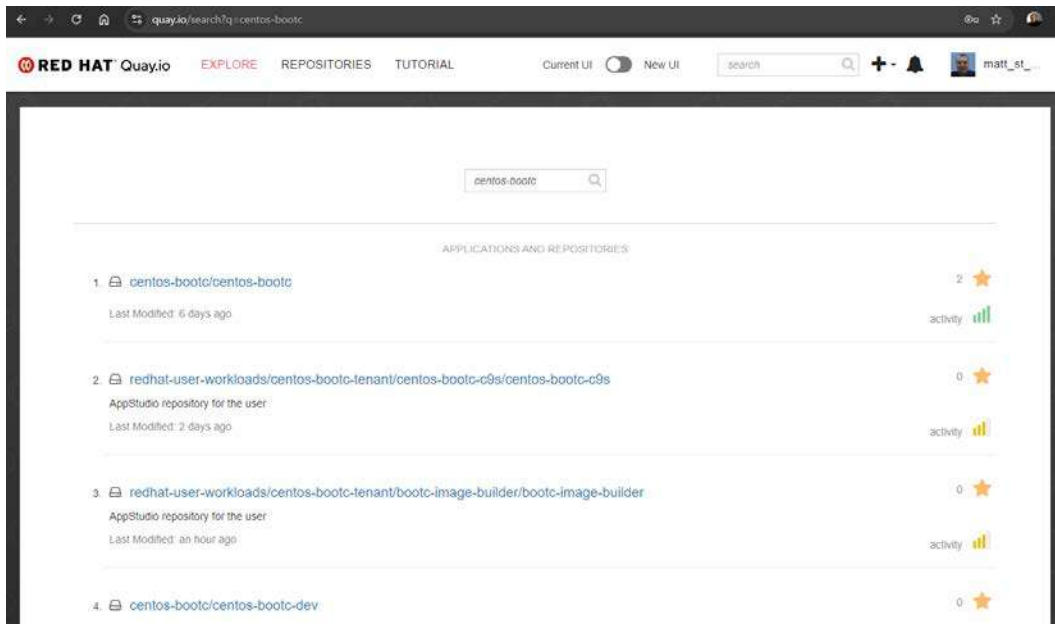 quay.io/search?q=centos-bootc
RED HAT Quay.io EXPLORE REPOSITORIES TUTORIAL Current UI New UI search matt_st_...
centos-bootc
APPLICATIONS AND REPOSITORIES
1. centos-bootc/centos-bootc 2
Last Modified: 6 days ago
activity
2. redhat-user-workloads/centos-bootc-tenant/centos-bootc-c9s/centos-bootc-c9s 0
AppStudio repository for the user
Last Modified: 2 days ago
activity
3. redhat-user-workloads/centos-bootc-tenant/bootc-image-builder/bootc-image-builder 0
AppStudio repository for the user
Last Modified: an hour ago
activity
4. centos-bootc/centos-bootc-dev 0